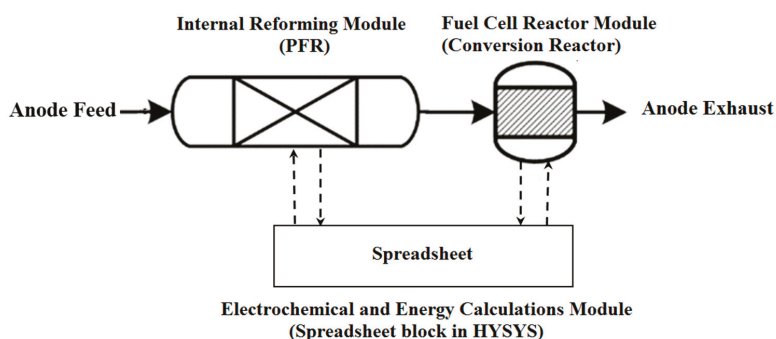 Internal Reforming Module
(PFR)
Fuel Cell Reactor Module
(Conversion Reactor)
Anode Feed
Anode Exhaust
Spreadsheet
Electrochemical and Energy Calculations Module
(Spreadsheet block in HYSYS)